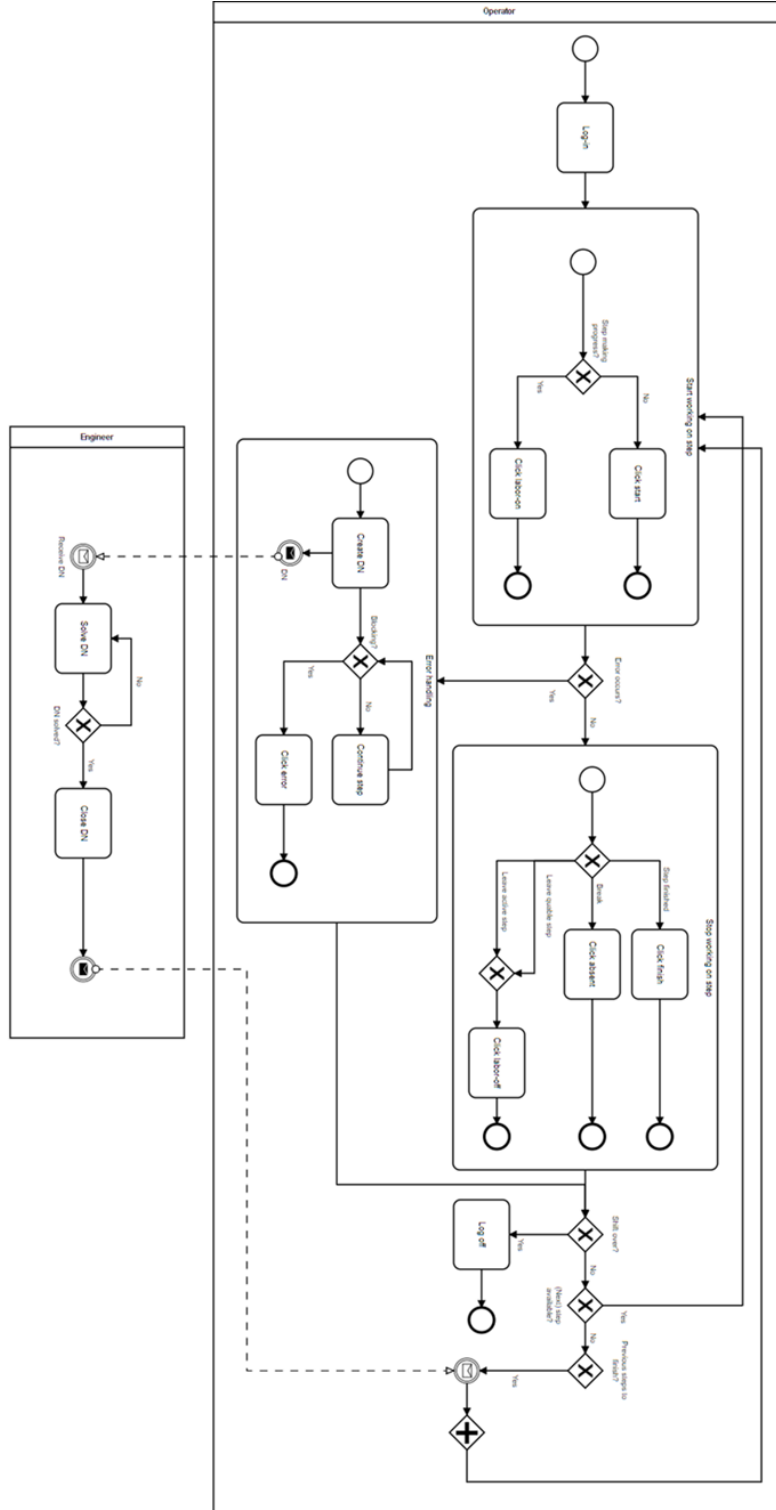 Operator
Log-in
Start working on step
Step making
progress?
No
Yes
Click start
Click labor-on
Error occurs?
Yes
No
Error handling
Create DN
DN
Blocking?
Yes
No
Click error
Continue step
Stop working on step
Step finished
Break
Leave quable step
Leave active step
Click finish
Click absent
Click labor-off
Shift over?
Yes
No
Log off
(Next) step
available?
Yes
No
Previous steps to
finish?
Yes
Engineer
Receive DN
Solve DN
No
DN solved?
Yes
Close DN